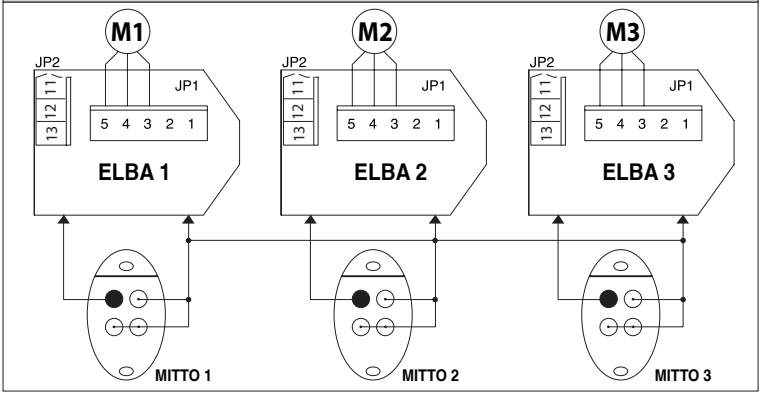 M1 M2 M3
JP2 JP2 JP2
JP1 JP1 JP1
11 11 11
12 12 12
13 13 13
5 4 3 2 1 5 4 3 2 1 5 4 3 2 1
ELBA 1 ELBA 2 ELBA 3
MITTO 1 MITTO 2 MITTO 3